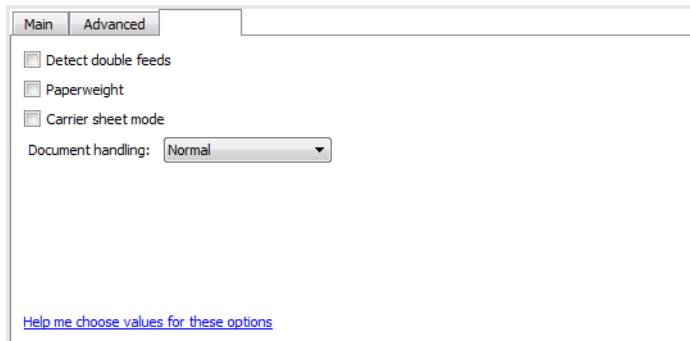 Main Advanced
Detect double feeds
Paperweight
Carrier sheet mode
Document handling: Normal
Help me choose values for these options